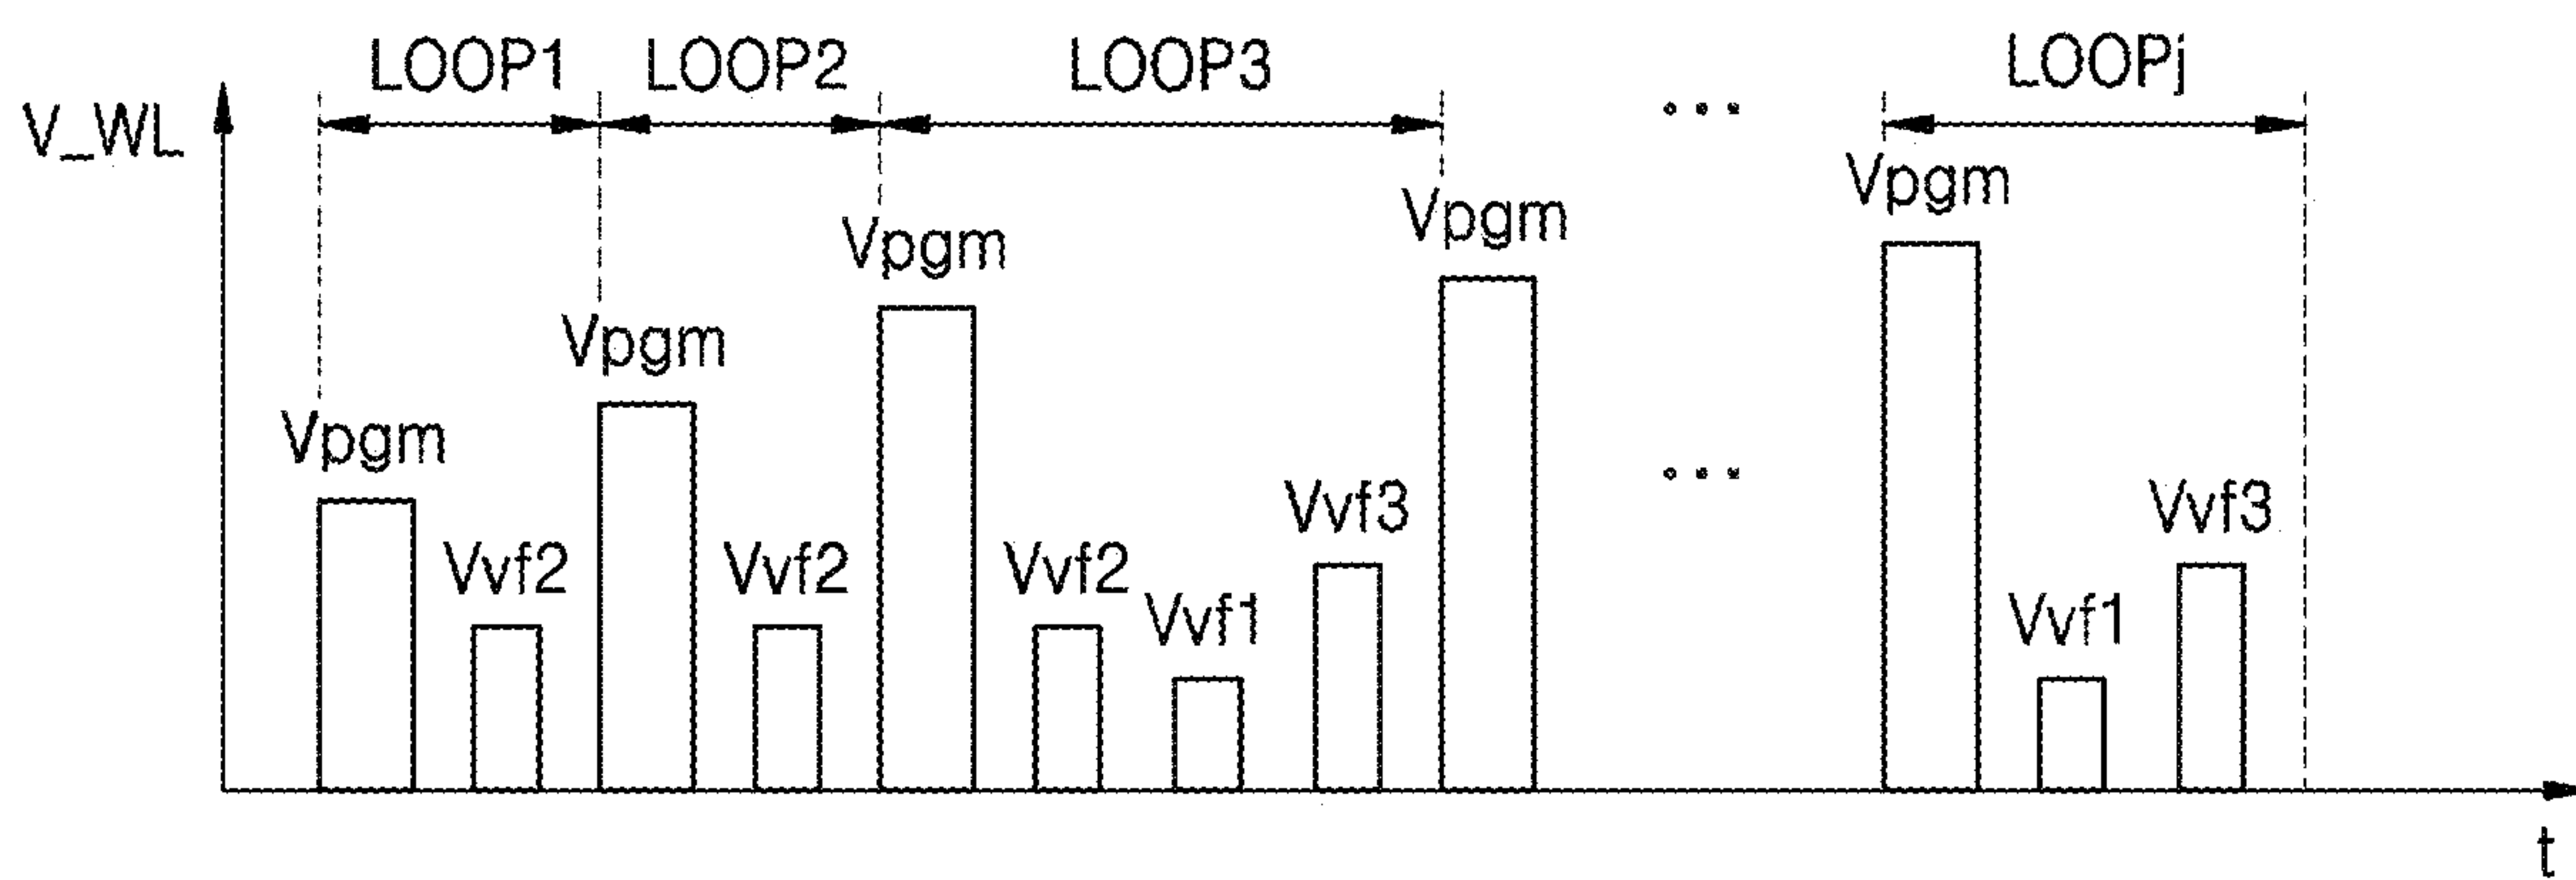 LOOP1 LOOP2 LOOP3 ... LOOPj
V_WL
Vpgm
Vpgm
Vpgm
Vpgm
Vpgm
...
Vvf3 Vvf3
Vvf2 Vvf2 Vvf2
Vvf1 Vvf1
t